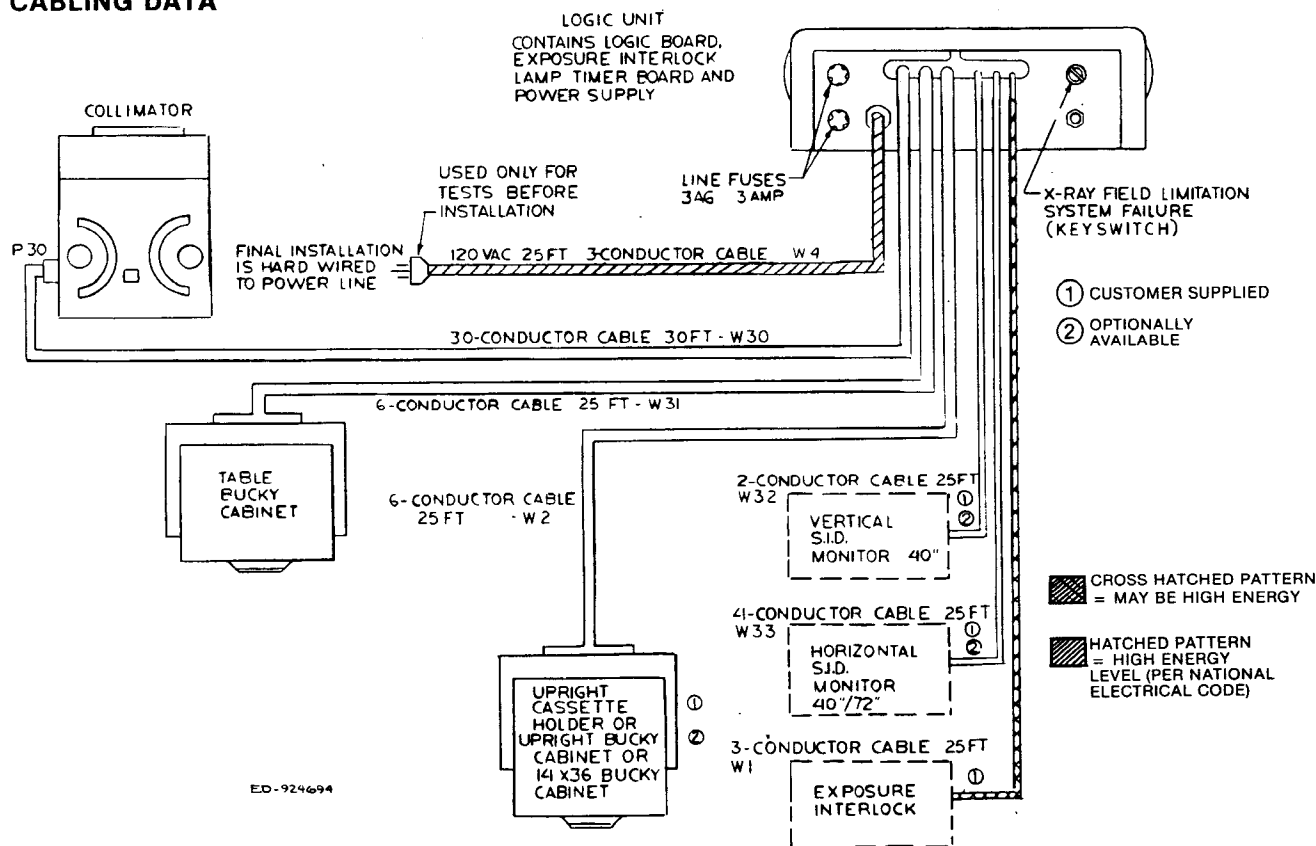 CABLING DATA
LOGIC UNIT
CONTAINS LOGIC BOARD,
EXPOSURE INTERLOCK
LAMP TIMER BOARD AND
POWER SUPPLY
COLLIMATOR
P30
USED ONLY FOR
TESTS BEFORE
INSTALLATION
LINE FUSES
3AG 3 AMP
X-RAY FIELD LIMITATION
SYSTEM FAILURE
(KEYSWITCH)
FINAL INSTALLATION
IS HARD WIRED
TO POWER LINE
120VAC 25FT 3-CONDUCTOR CABLE W4
① CUSTOMER SUPPLIED
② OPTIONALLY
AVAILABLE
30-CONDUCTOR CABLE 30FT - W30
6-CONDUCTOR CABLE 25 FT - W31
TABLE
BUCKY
CABINET
6-CONDUCTOR CABLE
25 FT - W2
2-CONDUCTOR CABLE 25FT
W32
①
②
VERTICAL
S.I.D.
MONITOR 40"
CROSS HATCHED PATTERN
= MAY BE HIGH ENERGY
4-CONDUCTOR CABLE 25FT
W33
①
②
HORIZONTAL
S.I.D.
MONITOR
40"/72"
HATCHED PATTERN
= HIGH ENERGY
LEVEL (PER NATIONAL
ELECTRICAL CODE)
UPRIGHT
CASSETTE
HOLDER OR
UPRIGHT BUCKY
CABINET OR
14 X36 BUCKY
CABINET
①
②
3-CONDUCTOR CABLE 25FT
W1
①
EXPOSURE
INTERLOCK
ED-924694